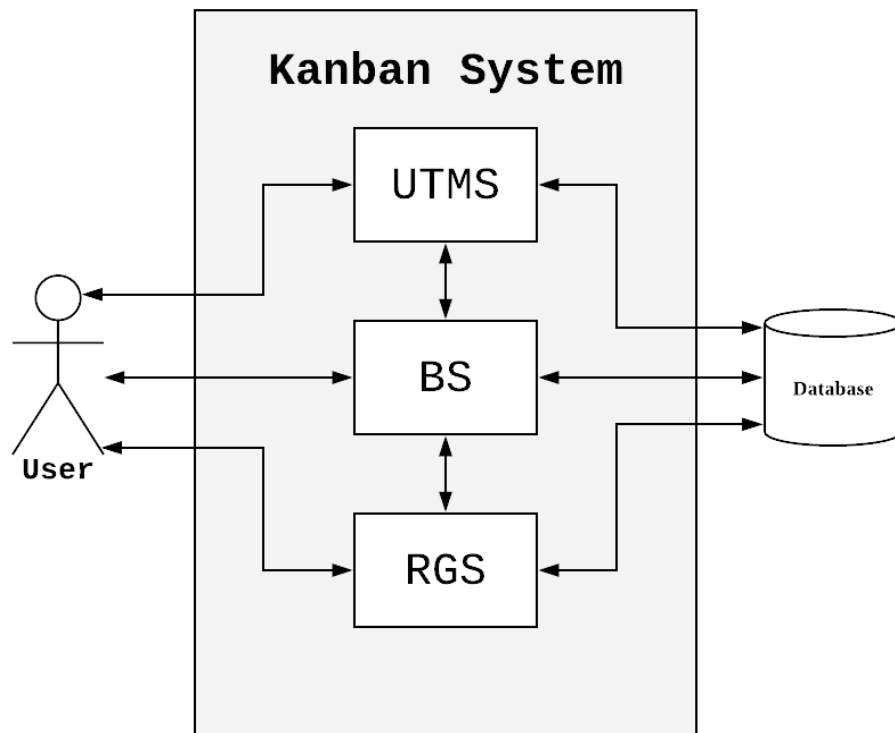 Kanban System
UTMS
BS
Database
User
RGS